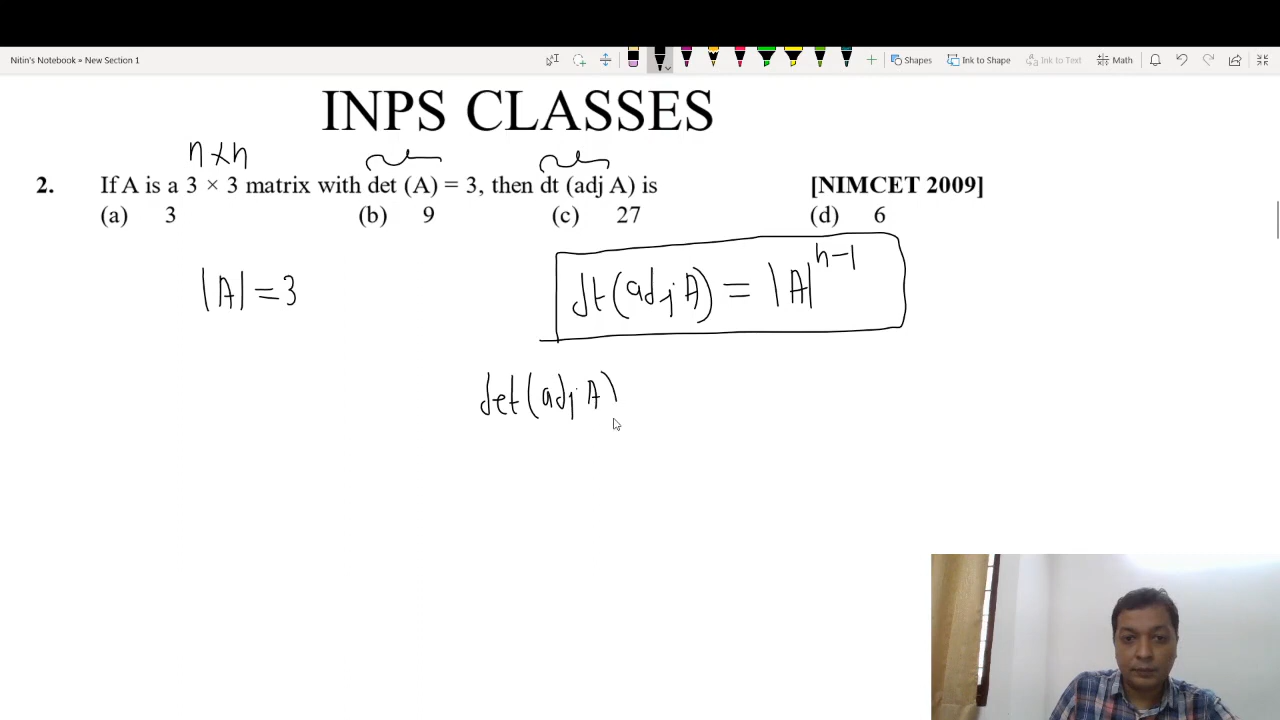 Nitin's Notebook » New Section 1
Shapes Ink to Shape Ink to Text Math
INPS CLASSES
n×n
2. If A is a 3 × 3 matrix with det (A) = 3, then dt (adj A) is [NIMCET 2009]
(a) 3 (b) 9 (c) 27 (d) 6
|A| = 3 dt(adj A) = |A|^{n-1}
det(adj A)